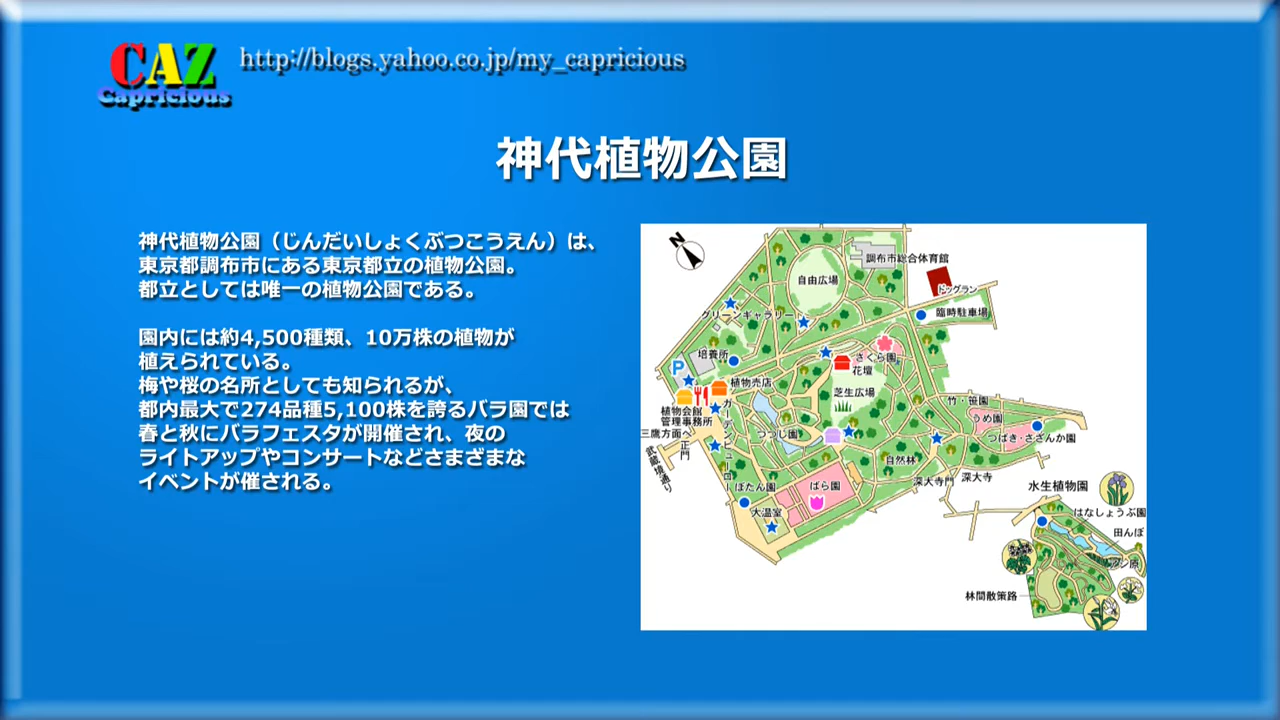 CAZ
Capricious
http://blogs.yahoo.co.jp/my_capricious
神代植物公園
神代植物公園（じんだいしょくぶつこうえん）は、
東京都調布市にある東京都立の植物公園。
都立としては唯一の植物公園である。
園内には約4,500種類、10万株の植物が
植えられている。
梅や桜の名所としても知られるが、
都内最大で274品種5,100株を誇るバラ園では
春と秋にバラフェスタが開催され、夜の
ライトアップやコンサートなどさまざまな
イベントが催される。
N
調布市総合体育館
自由広場
ドッグラン
臨時駐車場
グリーンギャラリー
培養所
さくら園
花壇
P
植物売店
芝生広場
竹・笹園
植物会館
管理事務所
うめ園
三鷹方面へ
正門
つつじ園
つばき・さざんか園
武蔵境通り
自然林
深大寺門
深大寺
ぼたん園
ばら園
水生植物園
大温室
はなしょうぶ園
田んぼ
林間散策路